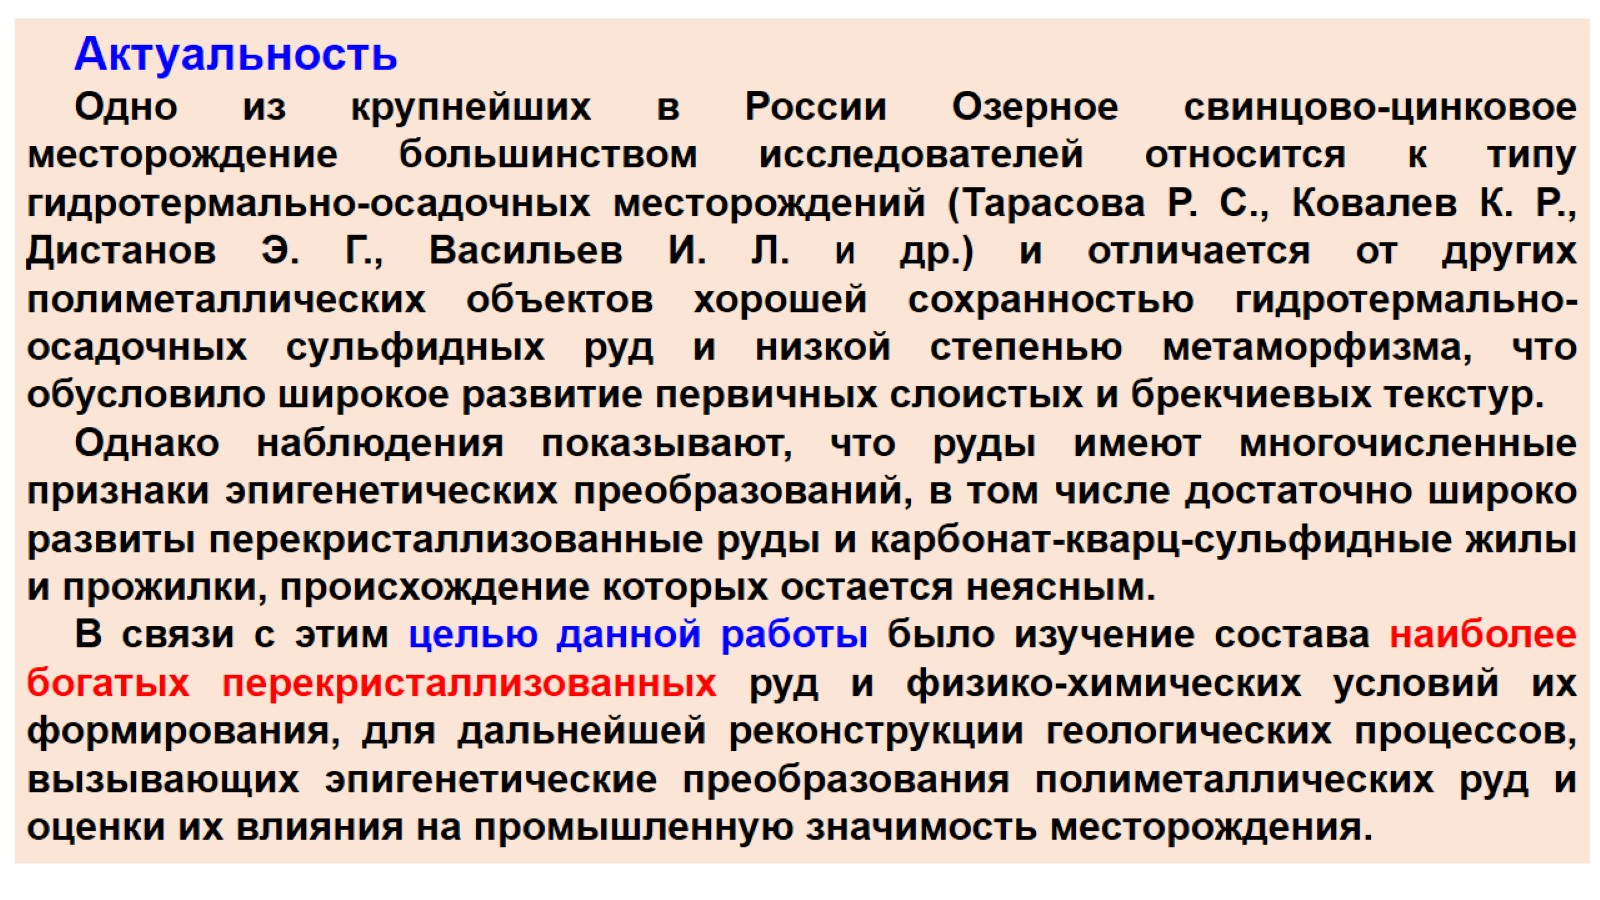 Актуальность
Одно из крупнейших в России Озерное свинцово-цинковое
месторождение большинством исследователей относится к типу
гидротермально-осадочных месторождений (Тарасова Р. С., Ковалев К. Р.,
Дистанов Э. Г., Васильев И. Л. и др.) и отличается от других
полиметаллических объектов хорошей сохранностью гидротермально-
осадочных сульфидных руд и низкой степенью метаморфизма, что
обусловило широкое развитие первичных слоистых и брекчиевых текстур.
Однако наблюдения показывают, что руды имеют многочисленные
признаки эпигенетических преобразований, в том числе достаточно широко
развиты перекристаллизованные руды и карбонат-кварц-сульфидные жилы
и прожилки, происхождение которых остается неясным.
В связи с этим целью данной работы было изучение состава наиболее
богатых перекристаллизованных руд и физико-химических условий их
формирования, для дальнейшей реконструкции геологических процессов,
вызывающих эпигенетические преобразования полиметаллических руд и
оценки их влияния на промышленную значимость месторождения.